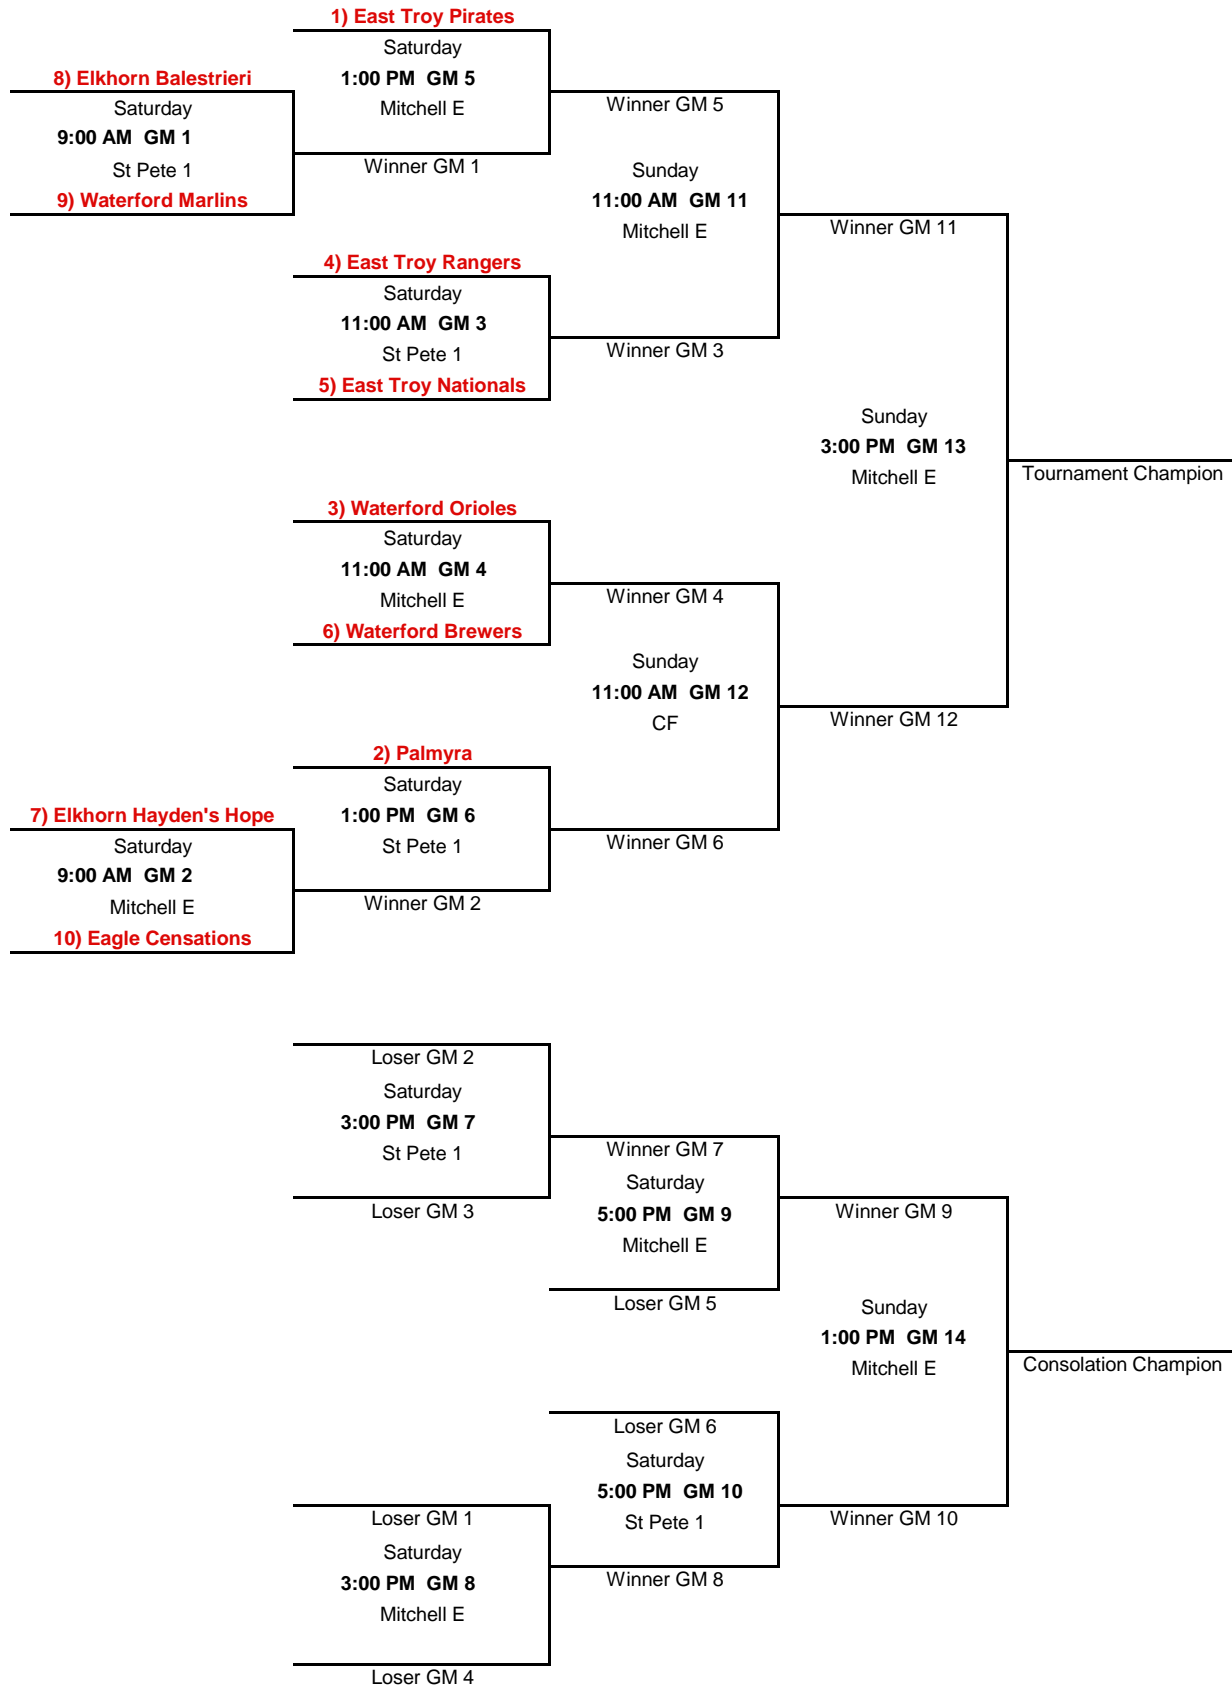 1) East Troy Pirates
Saturday
8) Elkhorn Balestrieri
1:00 PM  GM 5
Saturday
Mitchell E
Winner GM 5
9:00 AM  GM 1
St Pete 1
Winner GM 1
Sunday
9) Waterford Marlins
11:00 AM  GM 11
Mitchell E
Winner GM 11
4) East Troy Rangers
Saturday
11:00 AM  GM 3
St Pete 1
Winner GM 3
5) East Troy Nationals
Sunday
3:00 PM  GM 13
Mitchell E
Tournament Champion
3) Waterford Orioles
Saturday
11:00 AM  GM 4
Mitchell E
Winner GM 4
6) Waterford Brewers
Sunday
11:00 AM  GM 12
CF
Winner GM 12
2) Palmyra
Saturday
7) Elkhorn Hayden's Hope
1:00 PM  GM 6
Saturday
St Pete 1
Winner GM 6
9:00 AM  GM 2
Mitchell E
Winner GM 2
10) Eagle Censations
Loser GM 2
Saturday
3:00 PM  GM 7
St Pete 1
Winner GM 7
Saturday
Loser GM 3
5:00 PM  GM 9
Winner GM 9
Mitchell E
Loser GM 5
Sunday
1:00 PM  GM 14
Mitchell E
Consolation Champion
Loser GM 6
Saturday
5:00 PM  GM 10
Loser GM 1
St Pete 1
Winner GM 10
Saturday
3:00 PM  GM 8
Winner GM 8
Mitchell E
Loser GM 4